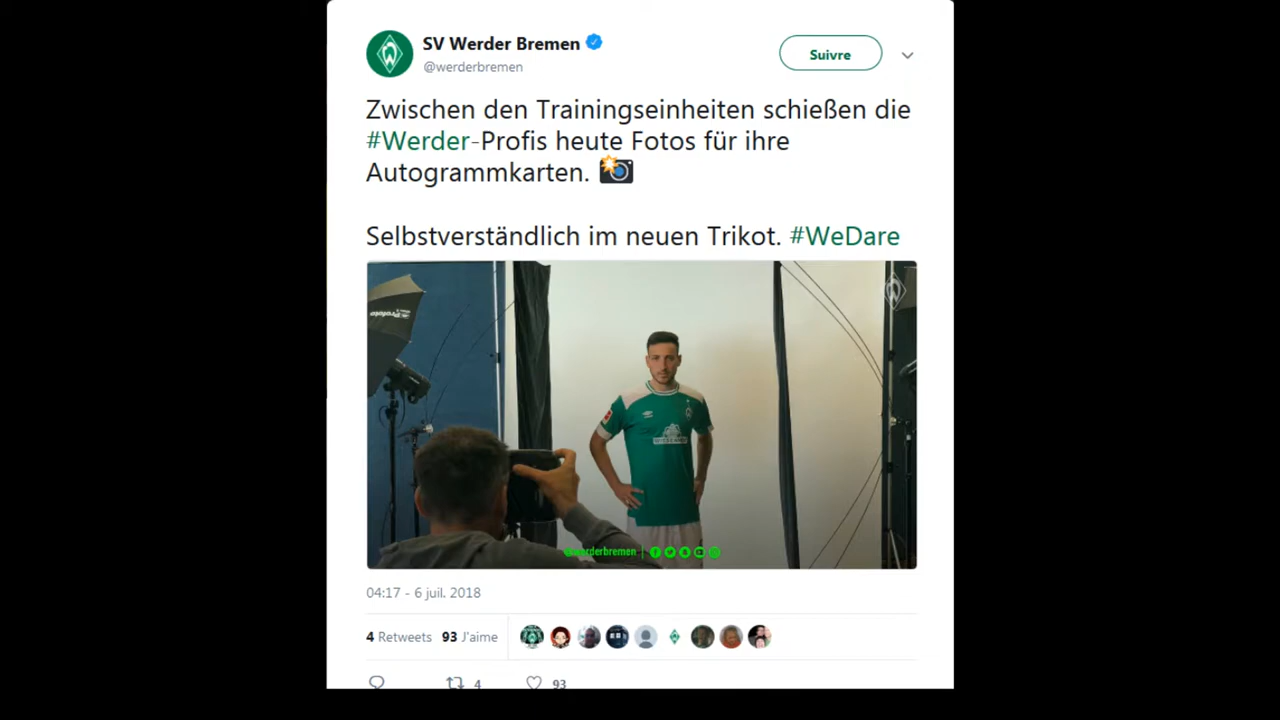 SV Werder Bremen
@werderbremen
Suivre
Zwischen den Trainingseinheiten schießen die
#Werder-Profis heute Fotos für ihre
Autogrammkarten.
Selbstverständlich im neuen Trikot. #WeDare
Profoto
@werderbremen
04:17 - 6 juil. 2018
4 Retweets 93 J'aime
4 93